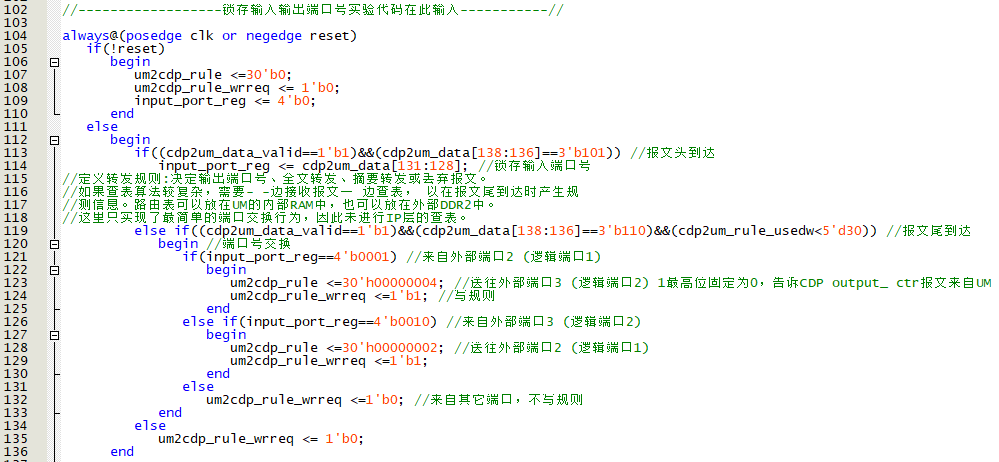 102 //------------------锁存输入输出端口号实验代码在此输入-----------//
103
104 always@(posedge clk or negedge reset)
105 if(!reset)
106 begin
107 um2cdp_rule <=30'b0;
108 um2cdp_rule_wrreq <= 1'b0;
109 input_port_reg <= 4'b0;
110 end
111 else
112 begin
113 if((cdp2um_data_valid==1'b1)&&(cdp2um_data[138:136]==3'b101)) //报文头到达
114 input_port_reg <= cdp2um_data[131:128]; //锁存输入端口号
115 //定义转发规则:决定输出端口号、全文转发、摘要转发或去弃报文。
116 //如果查表算法较复杂，需要- -边接收报文一 边查表， 以在报文尾到达时产生规
117 //则信息。路由表可以放在UM的内部RAM中，也可以放在外部DDR2中。
118 //这里只实现了最简单的端口交换行为，因此未进行IP层的查表。
119 else if((cdp2um_data_valid==1'b1)&&(cdp2um_data[138:136]==3'b110)&&(cdp2um_rule_usedw<5'd30)) //报文尾到达
120 begin //端口号交换
121 if(input_port_reg==4'b0001) //来自外部端口2 (逻辑端口1)
122 begin
123 um2cdp_rule <=30'h00000004; //送往外部端口3 (逻辑端口2) 1最高位固定为0，告诉CDP output_ ctr报文来自UM
124 um2cdp_rule_wrreq <=1'b1; //与规则
125 end
126 else if(input_port_reg==4'b0010) //来自外部端口3 (逻辑端口2)
127 begin
128 um2cdp_rule <=30'h00000002; //送往外部端口2 (逻辑端口1)
129 um2cdp_rule_wrreq <=1'b1;
130 end
131 else
132 um2cdp_rule_wrreq <=1'b0; //来自其它端口，不与规则
133 end
134 else
135 um2cdp_rule_wrreq <= 1'b0;
136 end